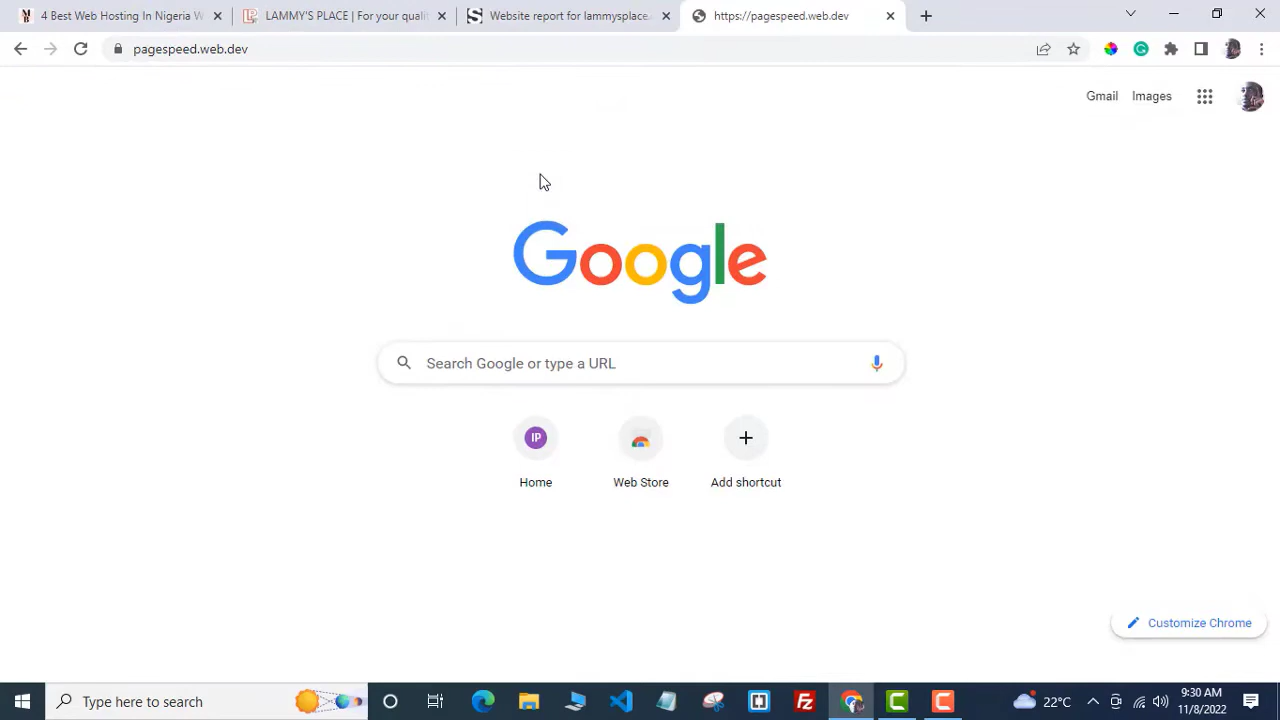 4 Best Web Hosting In Nigeria W
LAMMY'S PLACE | For your quali
Website report for lammysplace.
https://pagespeed.web.dev
pagespeed.web.dev
Gmail
Images
Google
Search Google or type a URL
IP
Home
Web Store
Add shortcut
Customize Chrome
Type here to search
22°C
9:30 AM
11/8/2022